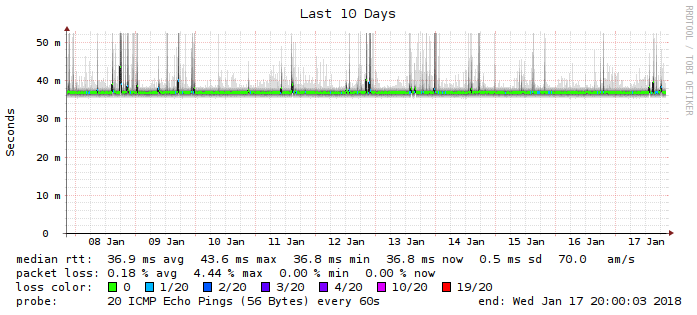 Last 10 Days
RRDTOOL / TOBI OETIKER
Seconds
50 m
40 m
30 m
20 m
10 m
0
08 Jan 09 Jan 10 Jan 11 Jan 12 Jan 13 Jan 14 Jan 15 Jan 16 Jan 17 Jan
median rtt: 36.9 ms avg 43.6 ms max 36.8 ms min 36.8 ms now 0.5 ms sd 70.0 am/s
packet loss: 0.18 % avg 4.44 % max 0.00 % min 0.00 % now
loss color: 0 1/20 2/20 3/20 4/20 10/20 19/20
probe: 20 ICMP Echo Pings (56 Bytes) every 60s end: Wed Jan 17 20:00:03 2018